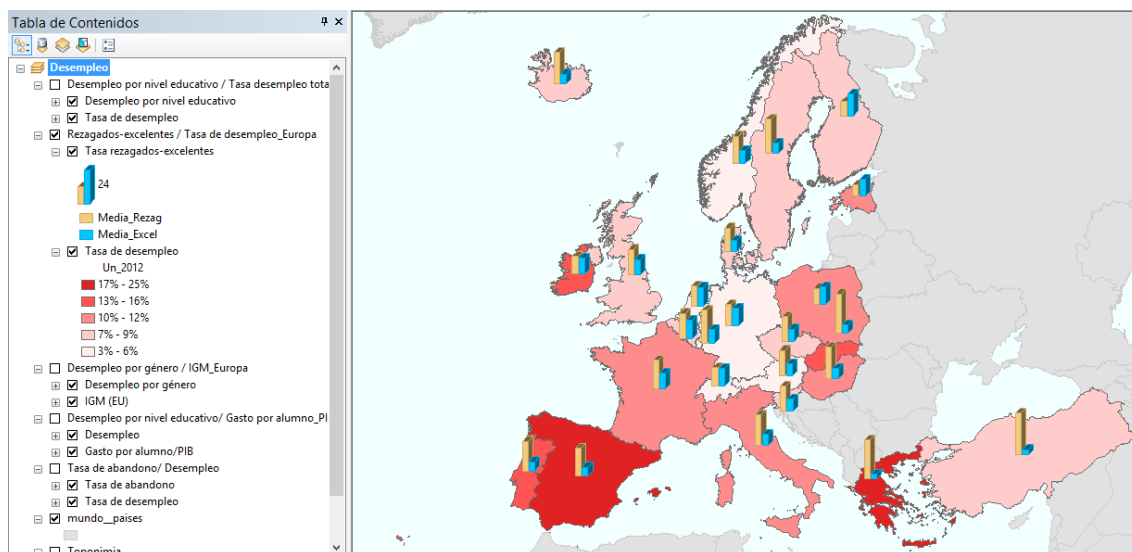 Tabla de Contenidos
Desempleo
Desempleo por nivel educativo / Tasa desempleo tota
Desempleo por nivel educativo
Tasa de desempleo
Rezagados-excelentes / Tasa de desempleo_Europa
Tasa rezagados-excelentes
24
Media_Rezag
Media_Excel
Tasa de desempleo
Un_2012
17% - 25%
13% - 16%
10% - 12%
7% - 9%
3% - 6%
Desempleo por género / IGM_Europa
Desempleo por género
IGM (EU)
Desempleo por nivel educativo/ Gasto por alumno_PI
Desempleo
Gasto por alumno/PIB
Tasa de abandono/ Desempleo
Tasa de abandono
Tasa de desempleo
mundo__paises
Toponimia